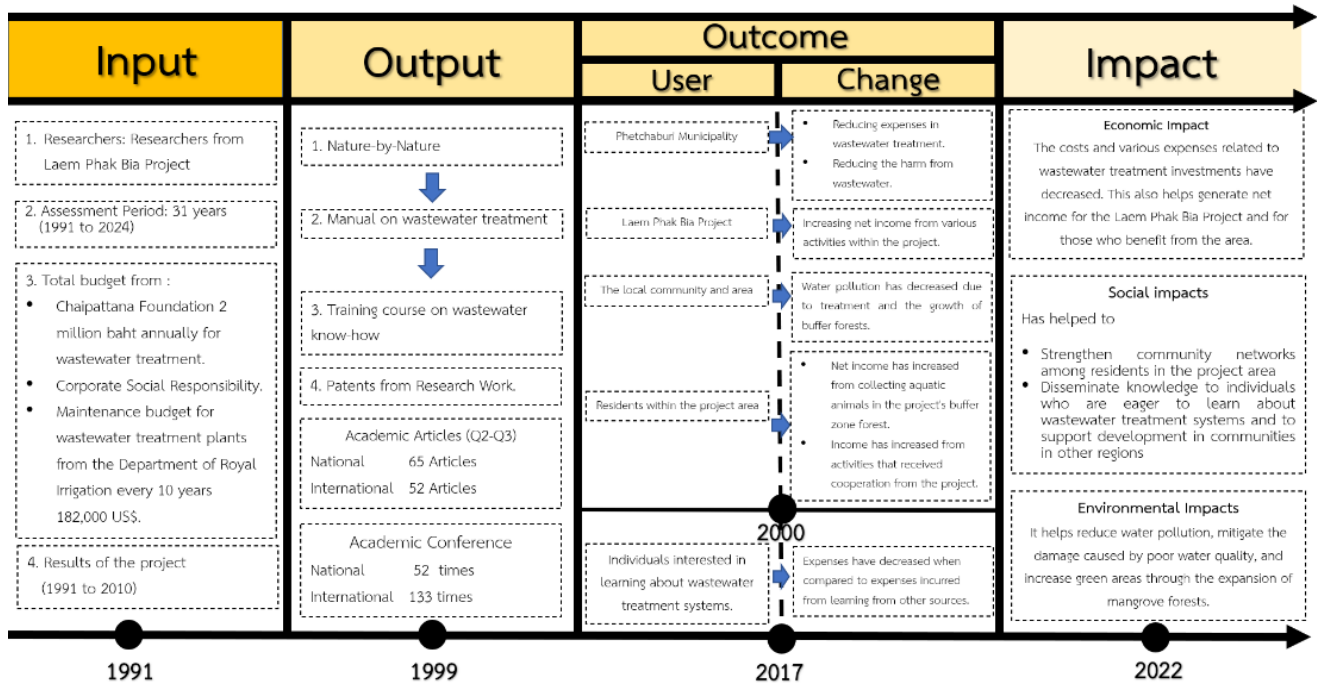 Input
Output
Outcome
User
Change
Impact
1. Researchers: Researchers from
Laem Phak Bia Project
2. Assessment Period: 31 years
(1991 to 2024)
3. Total budget from :
• Chaipattana Foundation 2
million baht annually for
wastewater treatment.
• Corporate Social Responsibility.
• Maintenance budget for
wastewater treatment plants
from the Department of Royal
Irrigation every 10 years
182,000 US$.
4. Results of the project
(1991 to 2010)
1. Nature-by-Nature
2. Manual on wastewater treatment
3. Training course on wastewater
know-how
4. Patents from Research Work.
Academic Articles (Q2-Q3)
National 65 Articles
International 52 Articles
Academic Conference
National 52 times
International 133 times
Phetchaburi Municipality
• Reducing expenses in
wastewater treatment.
• Reducing the harm from
wastewater.
Laem Phak Bia Project
Increasing net income from various
activities within the project.
The local community and area
Water pollution has decreased due
to treatment and the growth of
buffer forests.
Residents within the project area
• Net income has increased
from collecting aquatic
animals in the project's buffer
zone forest.
• Income has increased from
activities that received
cooperation from the project.
2000
Individuals interested in
learning about wastewater
treatment systems.
Expenses have decreased when
compared to expenses incurred
from learning from other sources.
Economic Impact
The costs and various expenses related to
wastewater treatment investments have
decreased. This also helps generate net
income for the Laem Phak Bia Project and for
those who benefit from the area.
Social impacts
Has helped to
• Strengthen community networks
among residents in the project area
• Disseminate knowledge to individuals
who are eager to learn about
wastewater treatment systems and to
support development in communities
in other regions
Environmental Impacts
It helps reduce water pollution, mitigate the
damage caused by poor water quality, and
increase green areas through the expansion of
mangrove forests.
1991
1999
2017
2022